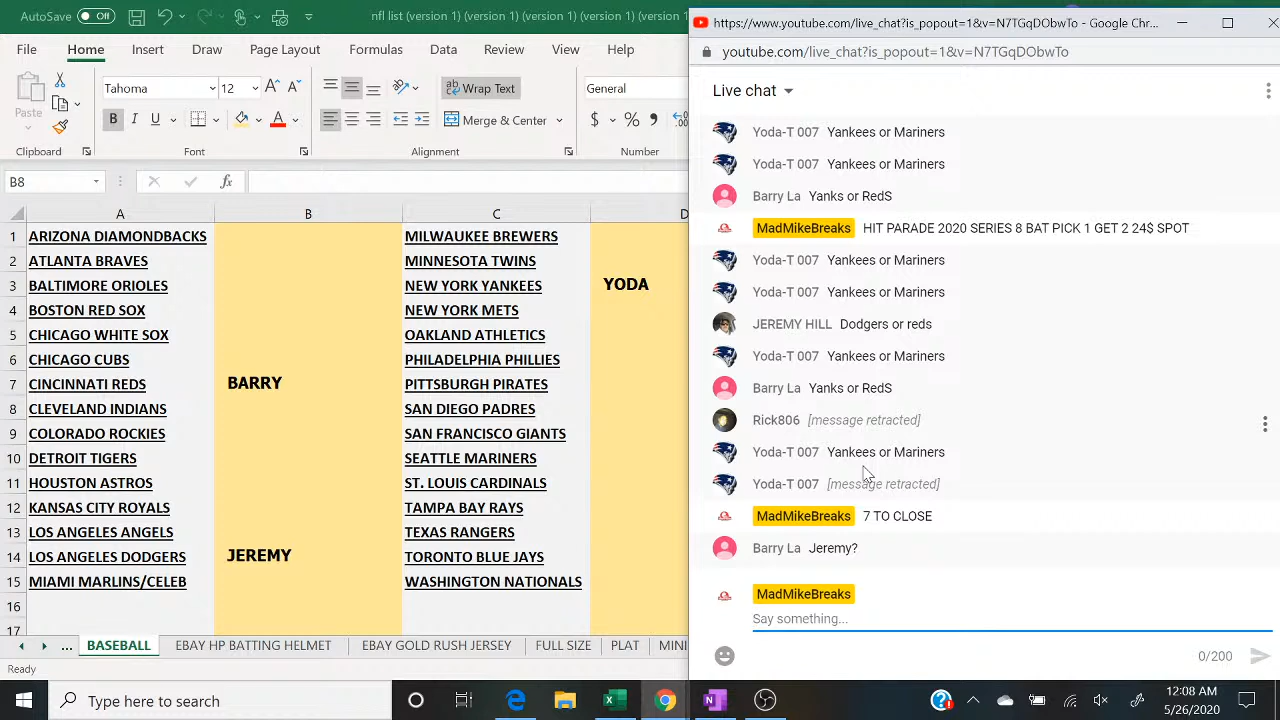 AutoSave Off nfl list (version 1) (version 1) (version 1) (version 1)
https://www.youtube.com/live_chat?is_popout=1&v=N7TGqDObwTo - Google Chr...
youtube.com/live_chat?is_popout=1&v=N7TGqDObwTo
File Home Insert Draw Page Layout Formulas Data Review View Help
Tahoma 12 Wrap Text General
Paste B I U Merge & Center $ %
Clipboard Font Alignment Number
B8 fx
A B C D
1 ARIZONA DIAMONDBACKS MILWAUKEE BREWERS
2 ATLANTA BRAVES MINNESOTA TWINS
3 BALTIMORE ORIOLES NEW YORK YANKEES YODA
4 BOSTON RED SOX NEW YORK METS
5 CHICAGO WHITE SOX OAKLAND ATHLETICS
6 CHICAGO CUBS PHILADELPHIA PHILLIES
7 CINCINNATI REDS BARRY PITTSBURGH PIRATES
8 CLEVELAND INDIANS SAN DIEGO PADRES
9 COLORADO ROCKIES SAN FRANCISCO GIANTS
10 DETROIT TIGERS SEATTLE MARINERS
11 HOUSTON ASTROS ST. LOUIS CARDINALS
12 KANSAS CITY ROYALS TAMPA BAY RAYS
13 LOS ANGELES ANGELS TEXAS RANGERS
14 LOS ANGELES DODGERS JEREMY TORONTO BLUE JAYS
15 MIAMI MARLINS/CELEB WASHINGTON NATIONALS
16
17
... BASEBALL EBAY HP BATTING HELMET EBAY GOLD RUSH JERSEY FULL SIZE PLAT MINI
Ready
Live chat
Yoda-T 007 Yankees or Mariners
Yoda-T 007 Yankees or Mariners
Barry La Yanks or RedS
MadMikeBreaks HIT PARADE 2020 SERIES 8 BAT PICK 1 GET 2 24$ SPOT
Yoda-T 007 Yankees or Mariners
Yoda-T 007 Yankees or Mariners
JEREMY HILL Dodgers or reds
Yoda-T 007 Yankees or Mariners
Barry La Yanks or RedS
Rick806 [message retracted]
Yoda-T 007 Yankees or Mariners
Yoda-T 007 [message retracted]
MadMikeBreaks 7 TO CLOSE
Barry La Jeremy?
MadMikeBreaks
Say something...
0/200
Type here to search
12:08 AM
5/26/2020